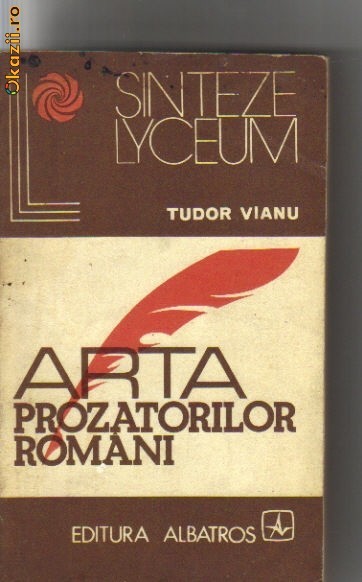 Okazii.ro
SINTEZE
LYCEUM
TUDOR VIANU
ARTA
PROZATORILOR
ROMÂNI
EDITURA ALBATROS